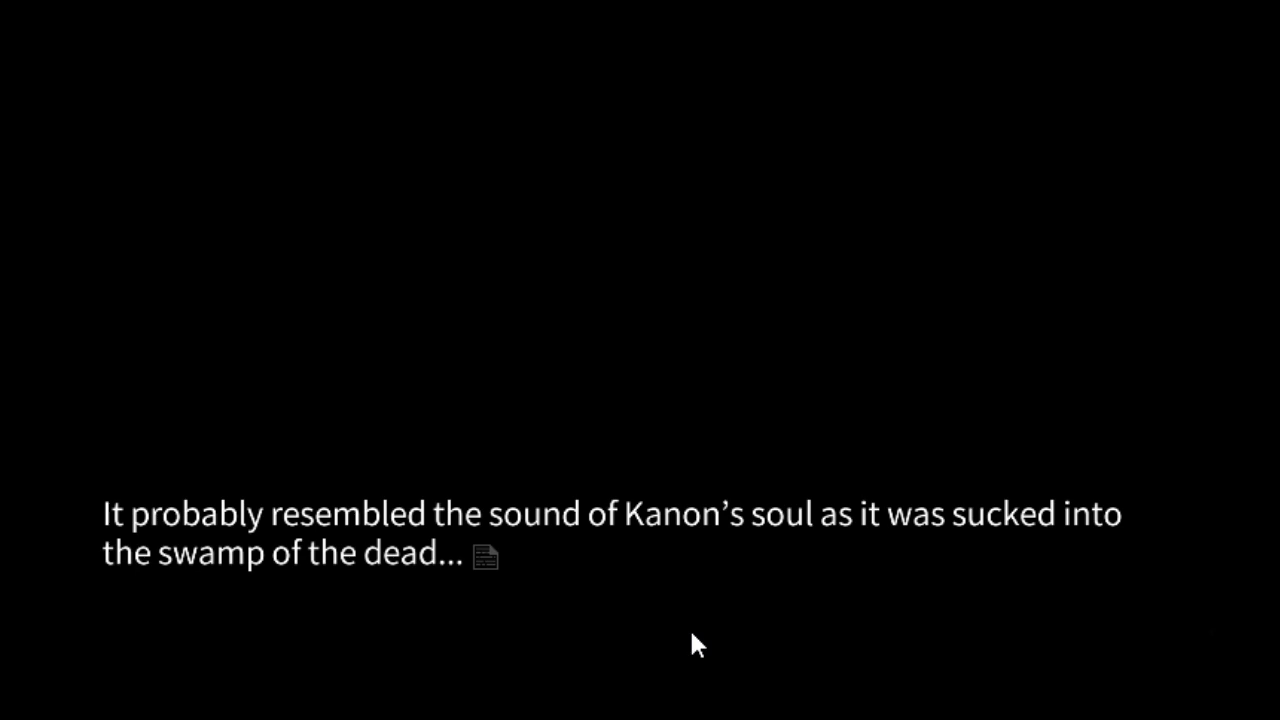 It probably resembled the sound of Kanon’s soul as it was sucked into
the swamp of the dead...